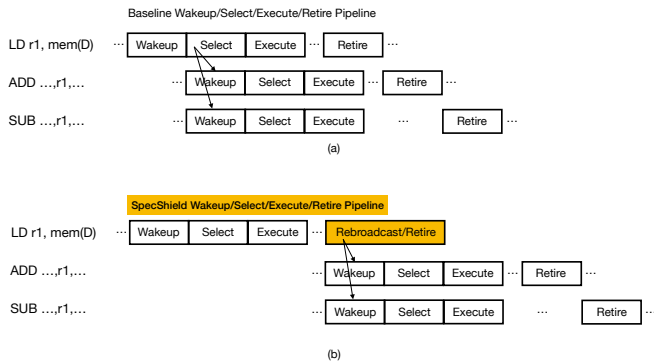 Baseline Wakeup/Select/Execute/Retire Pipeline
LD r1, mem(D) ... Wakeup Select Execute ... Retire ...
ADD ...,r1,... ... Wakeup Select Execute ... Retire ...
SUB ...,r1,... ... Wakeup Select Execute ... Retire ...
(a)
SpecShield Wakeup/Select/Execute/Retire Pipeline
LD r1, mem(D) ... Wakeup Select Execute ... Rebroadcast/Retire
ADD ...,r1,... ... Wakeup Select Execute ... Retire ...
SUB ...,r1,... ... Wakeup Select Execute ... Retire ...
(b)